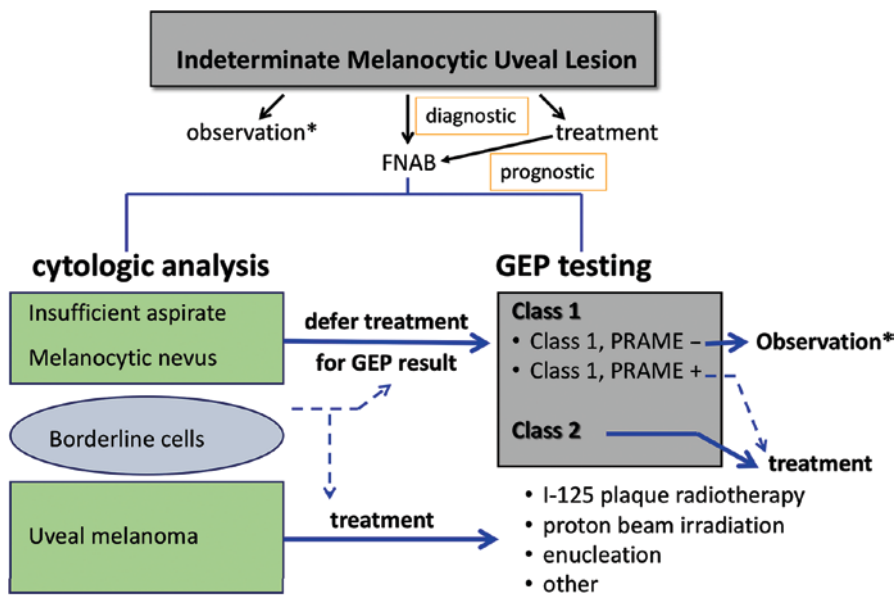 Indeterminate Melanocytic Uveal Lesion
observation*
diagnostic
treatment
FNAB
prognostic
cytologic analysis
GEP testing
Insufficient aspirate
Melanocytic nevus
defer treatment
for GEP result
Class 1
• Class 1, PRAME –
• Class 1, PRAME +
Observation*
Borderline cells
Class 2
treatment
Uveal melanoma
treatment
• I-125 plaque radiotherapy
• proton beam irradiation
• enucleation
• other